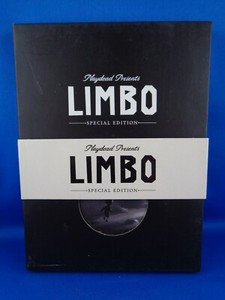 Playdead Presents
LIMBO
SPECIAL EDITION
Playdead Presents
LIMBO
SPECIAL EDITION